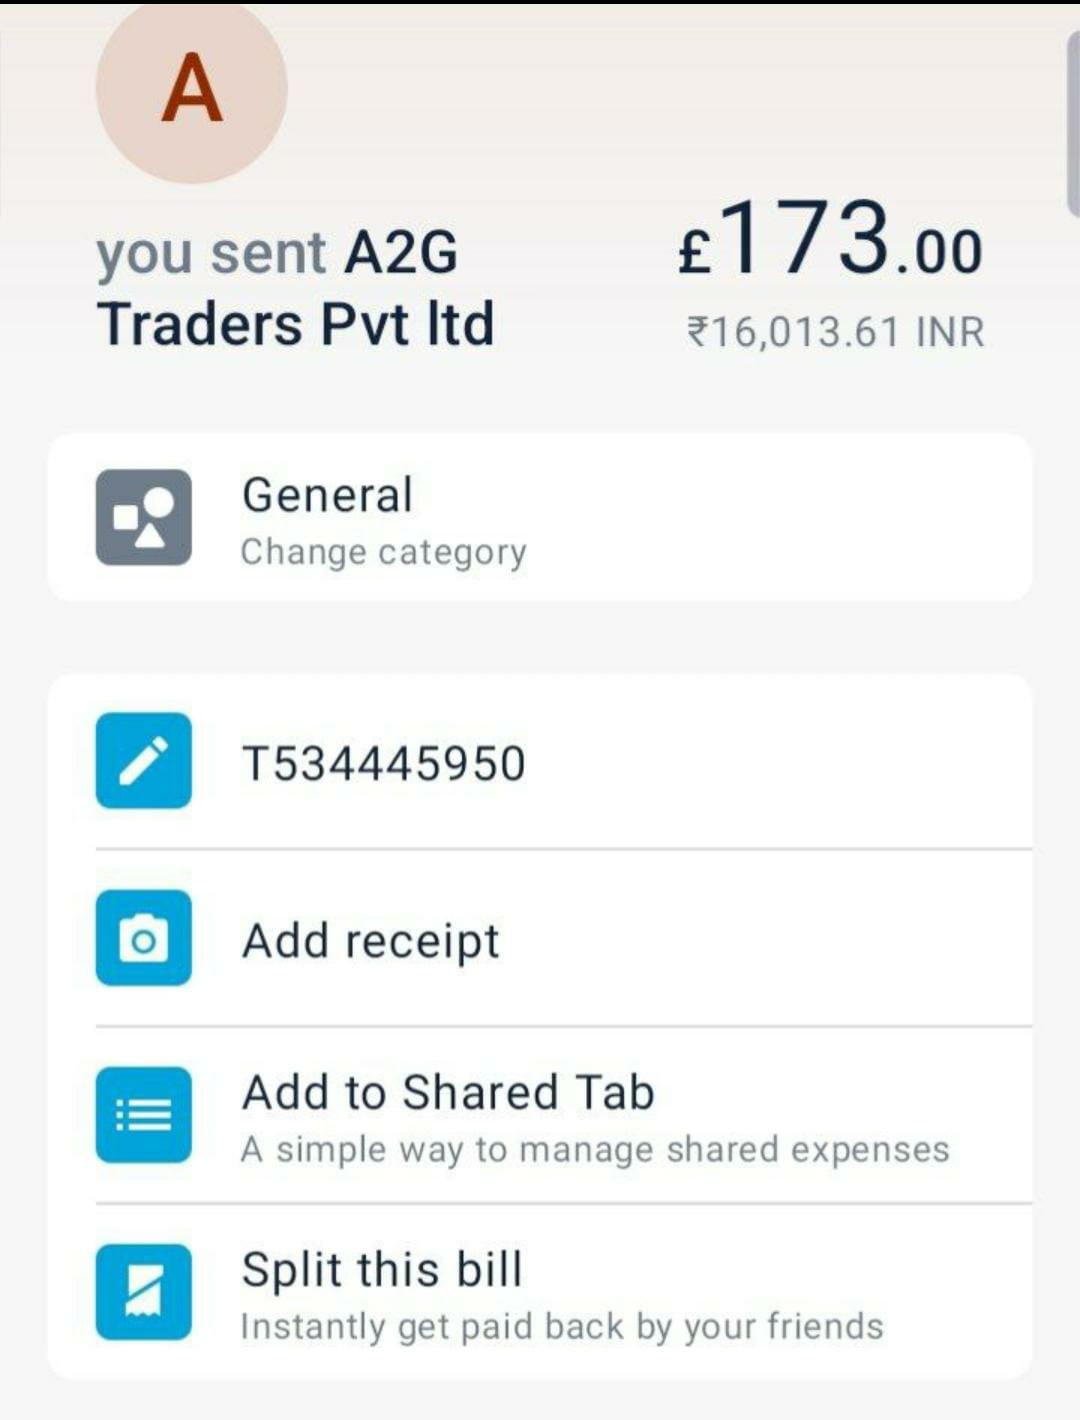 A
you sent A2G
Traders Pvt ltd
£173.00
₹16,013.61 INR
General
Change category
T534445950
Add receipt
Add to Shared Tab
A simple way to manage shared expenses
Split this bill
Instantly get paid back by your friends